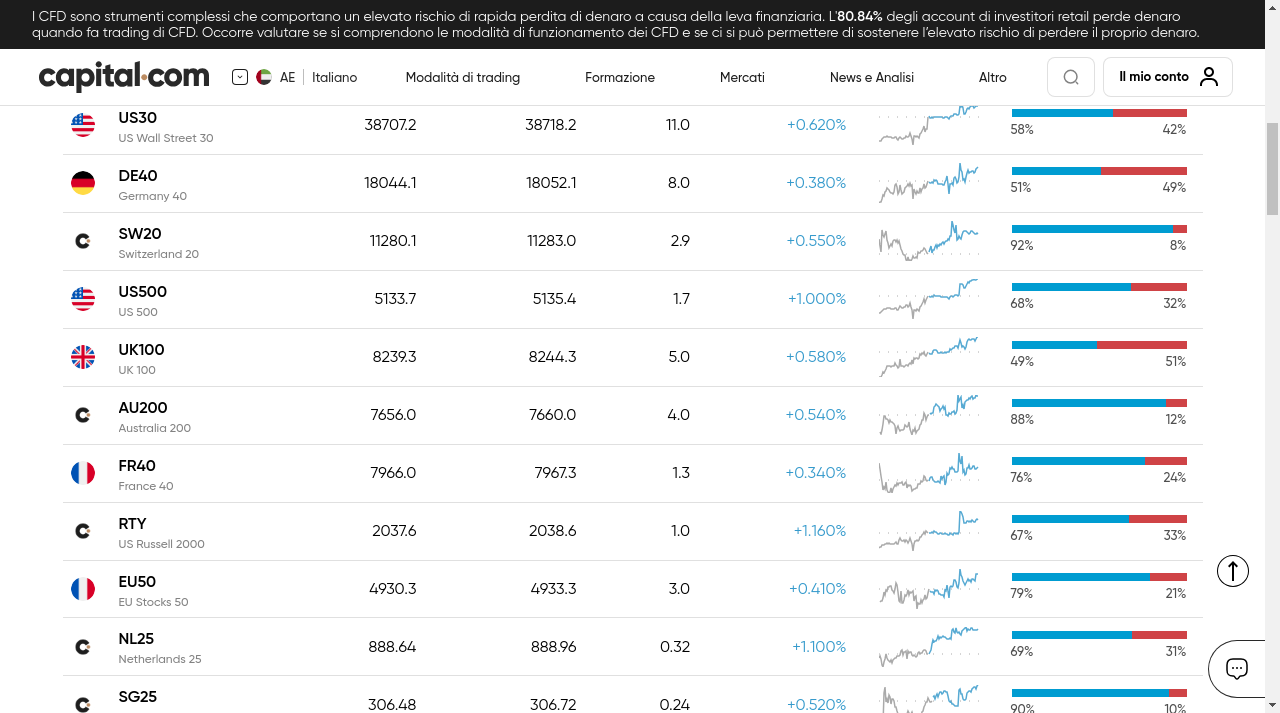 I CFD sono strumenti complessi che comportano un elevato rischio di rapida perdita di denaro a causa della leva finanziaria. L'80.84% degli account di investitori retail perde denaro
quando fa trading di CFD. Occorre valutare se si comprendono le modalità di funzionamento dei CFD e se ci si può permettere di sostenere l'elevato rischio di perdere il proprio denaro.
capital.com AE Italiano Modalità di trading Formazione Mercati News e Analisi Altro Il mio conto
US30 38707.2 38718.2 11.0 +0.620%
US Wall Street 30 58% 42%
DE40 18044.1 18052.1 8.0 +0.380%
Germany 40 51% 49%
SW20 11280.1 11283.0 2.9 +0.550%
Switzerland 20 92% 8%
US500 5133.7 5135.4 1.7 +1.000%
US 500 68% 32%
UK100 8239.3 8244.3 5.0 +0.580%
UK 100 49% 51%
AU200 7656.0 7660.0 4.0 +0.540%
Australia 200 88% 12%
FR40 7966.0 7967.3 1.3 +0.340%
France 40 76% 24%
RTY 2037.6 2038.6 1.0 +1.160%
US Russell 2000 67% 33%
EU50 4930.3 4933.3 3.0 +0.410%
EU Stocks 50 79% 21%
NL25 888.64 888.96 0.32 +1.100%
Netherlands 25 69% 31%
SG25 306.48 306.72 0.24 +0.520%
90% 10%